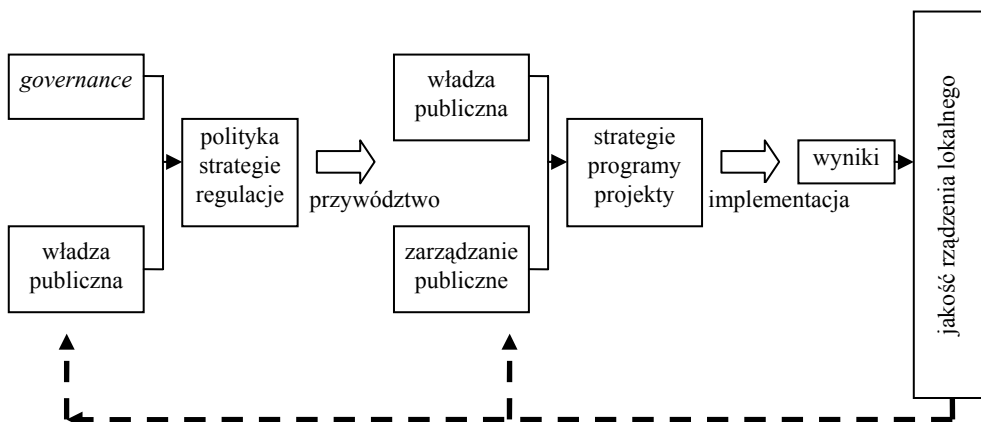 governance
władza
publiczna
polityka
strategie
regulacje
przywództwo
władza
publiczna
zarządzanie
publiczne
strategie
programy
projekty
implementacja
wyniki
jakość rządzenia lokalnego